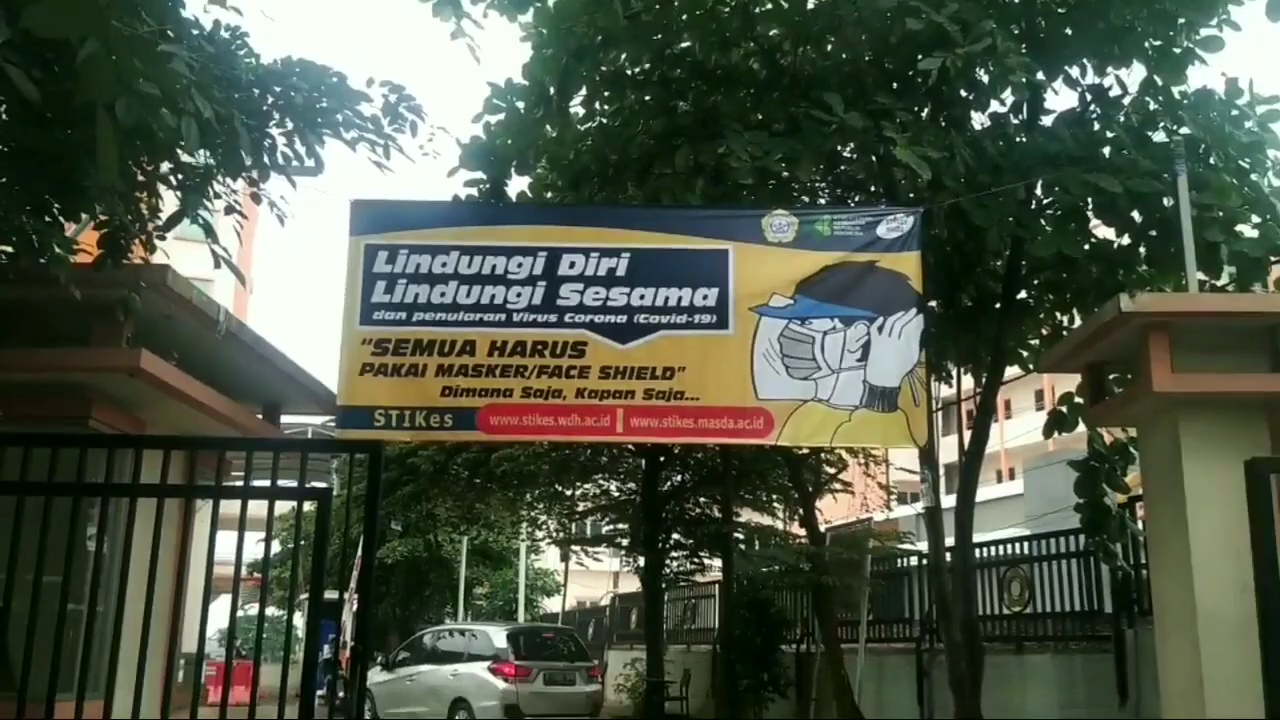 Lindungi Diri
Lindungi Sesama
dan penularan Virus Corona (Covid-19)
"SEMUA HARUS
PAKAI MASKER/FACE SHIELD"
Dimana Saja, Kapan Saja...
STIKes www.stikes.wdh.ac.id | www.stikes.masda.ac.id